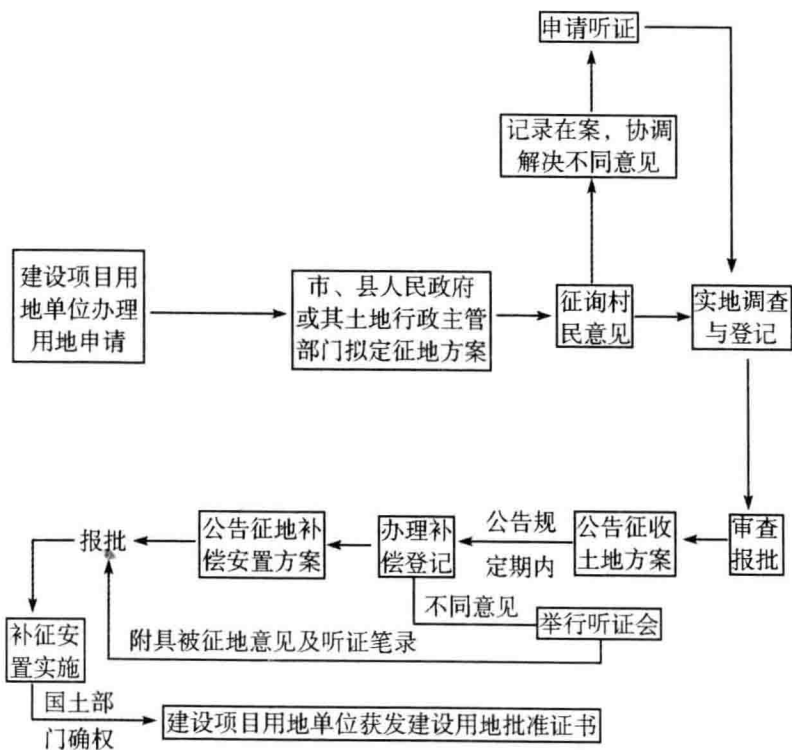 申请听证
记录在案，协调
解决不同意见
建设项目用
地单位办理
用地申请
市、县人民政府
或其土地行政主管
部门拟定征地方案
征询村
民意见
实地调查
与登记
审查
报批
公告征收
土地方案
公告规
定期内
办理补
偿登记
公告征地补
偿安置方案
报批
不同意见
举行听证会
附具被征地意见及听证笔录
补征安
置实施
国土部
门确权
建设项目用地单位获发建设用地批准证书